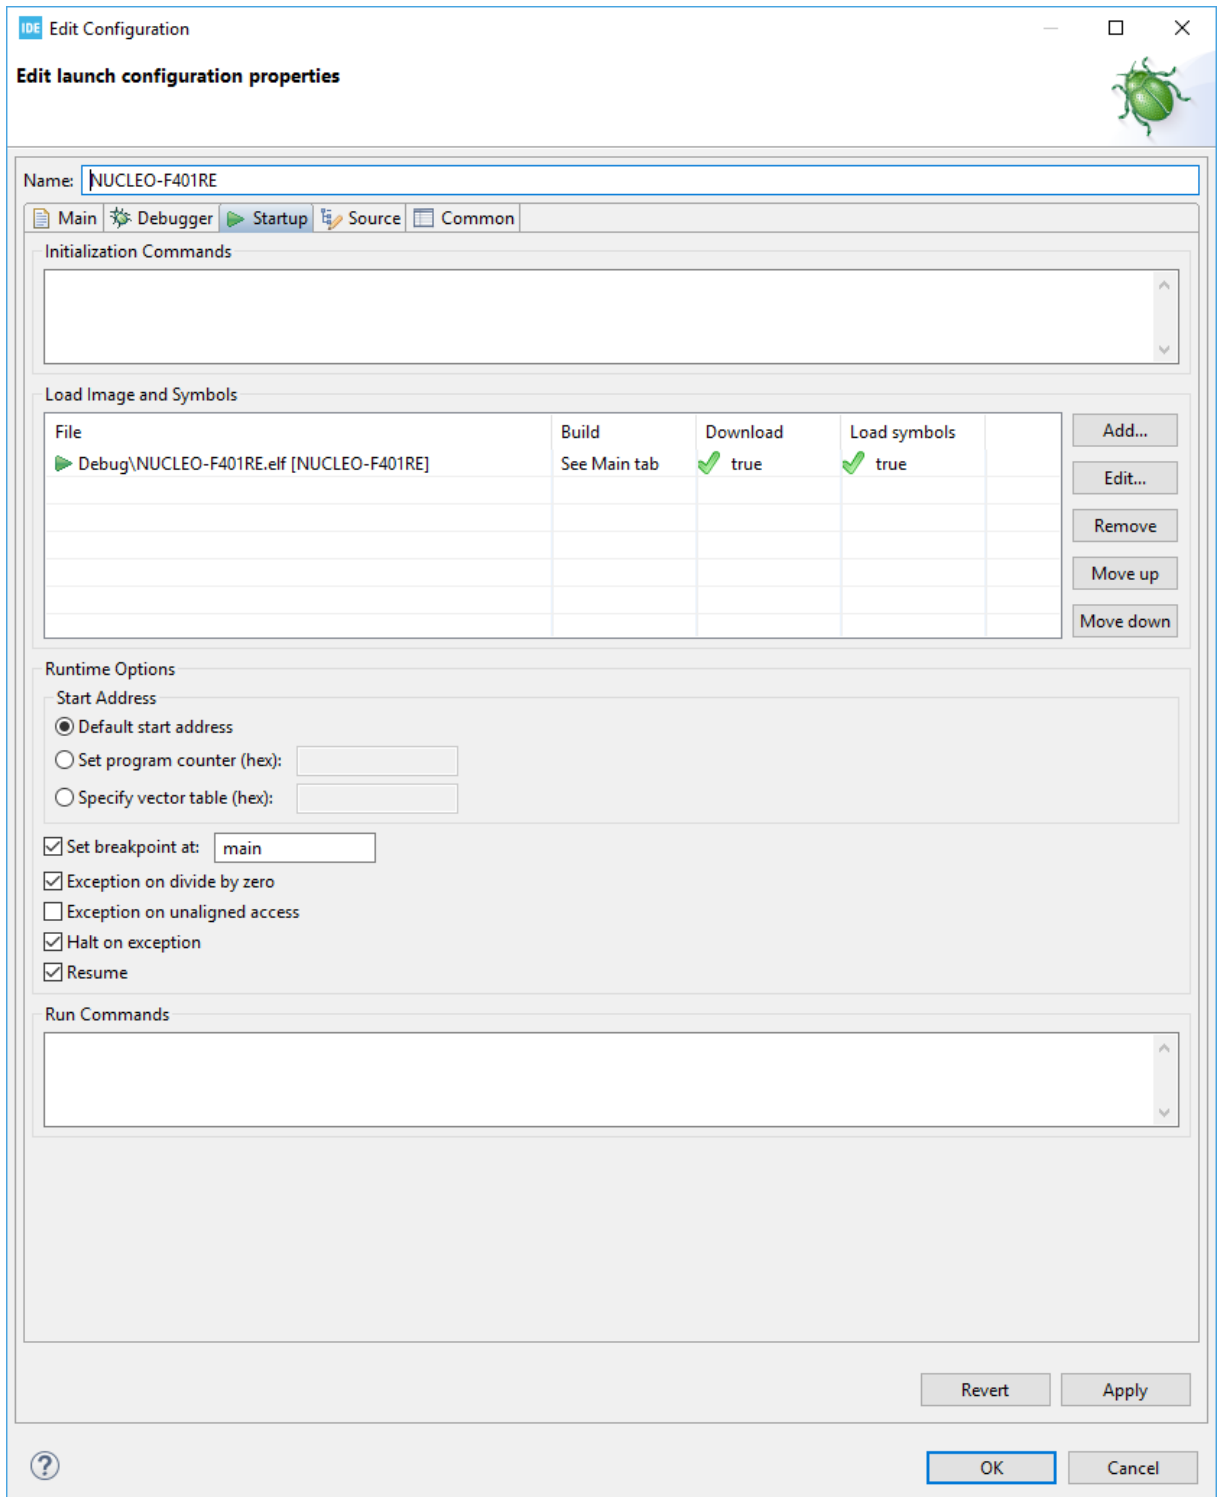 IDE Edit Configuration
Edit launch configuration properties
Name: NUCLEO-F401RE
Main Debugger Startup Source Common
Initialization Commands
Load Image and Symbols
File Build Download Load symbols Add...
Debug\NUCLEO-F401RE.elf [NUCLEO-F401RE] See Main tab true true
Edit...
Remove
Move up
Move down
Runtime Options
Start Address
Default start address
Set program counter (hex):
Specify vector table (hex):
Set breakpoint at: main
Exception on divide by zero
Exception on unaligned access
Halt on exception
Resume
Run Commands
Revert Apply
? OK Cancel